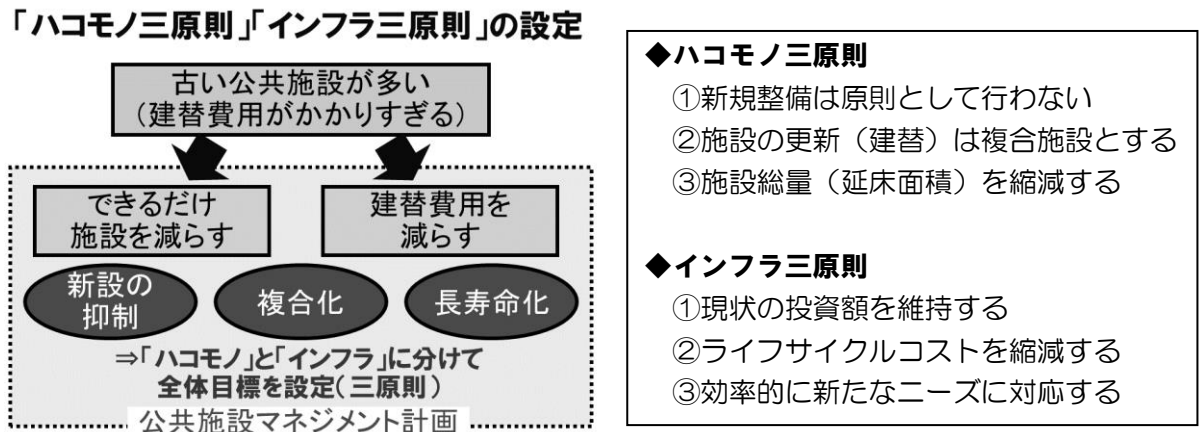 「ハコモノ三原則」「インフラ三原則」の設定
古い公共施設が多い
(建替費用がかかりすぎる)
できるだけ
施設を減らす
建替費用を
減らす
新設の
抑制
複合化
長寿命化
⇒「ハコモノ」と「インフラ」に分けて
全体目標を設定(三原則)
公共施設マネジメント計画
◆ハコモノ三原則
①新規整備は原則として行わない
②施設の更新(建替)は複合施設とする
③施設総量(延床面積)を縮減する
◆インフラ三原則
①現状の投資額を維持する
②ライフサイクルコストを縮減する
③効率的に新たなニーズに対応する